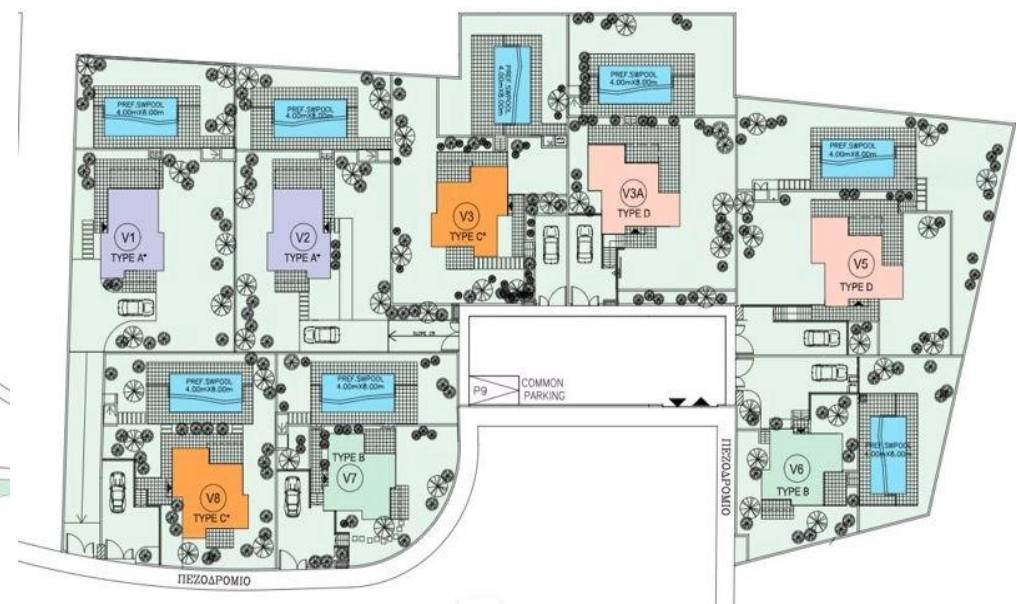 PREF.SWPOOL
4.00mX8.00m
PREF.SWPOOL
4.00mX8.00m
PREF.SWPOOL
4.00mX8.00m
PREF.SWPOOL
4.00mX8.00m
PREF.SWPOOL
4.00mX8.00m
V1
TYPE A*
V2
TYPE A*
V3
TYPE C*
V3A
TYPE D
V5
TYPE D
SLOPE
PREF.SWPOOL
4.00mX8.00m
PREF.SWPOOL
4.00mX8.00m
P9
COMMON
PARKING
PREF.SWPOOL
4.00mX8.00m
V8
TYPE C*
TYPE B
V7
V6
TYPE B
ΠΕΖΟΔΡΟΜΙΟ
ΠΕΖΟΔΡΟΜΙΟ